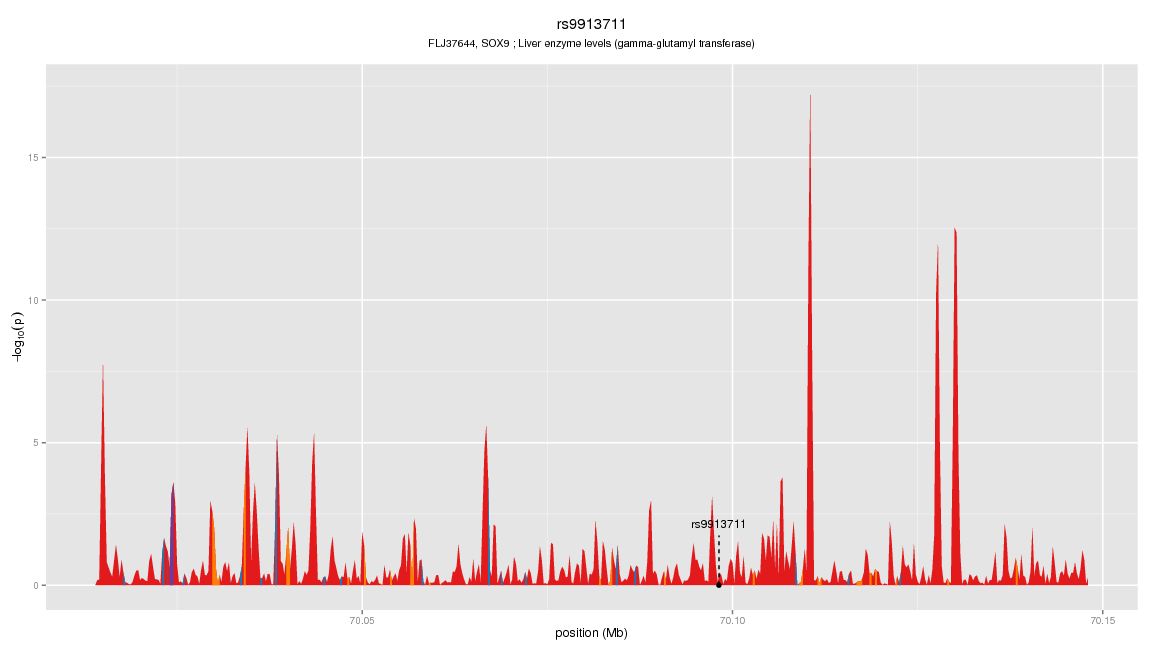 rs9913711
FLJ37644, SOX9 ; Liver enzyme levels (gamma-glutamyl transferase)
15
10
5
0
−log10(p)
rs9913711
70.05
70.10
70.15
position (Mb)